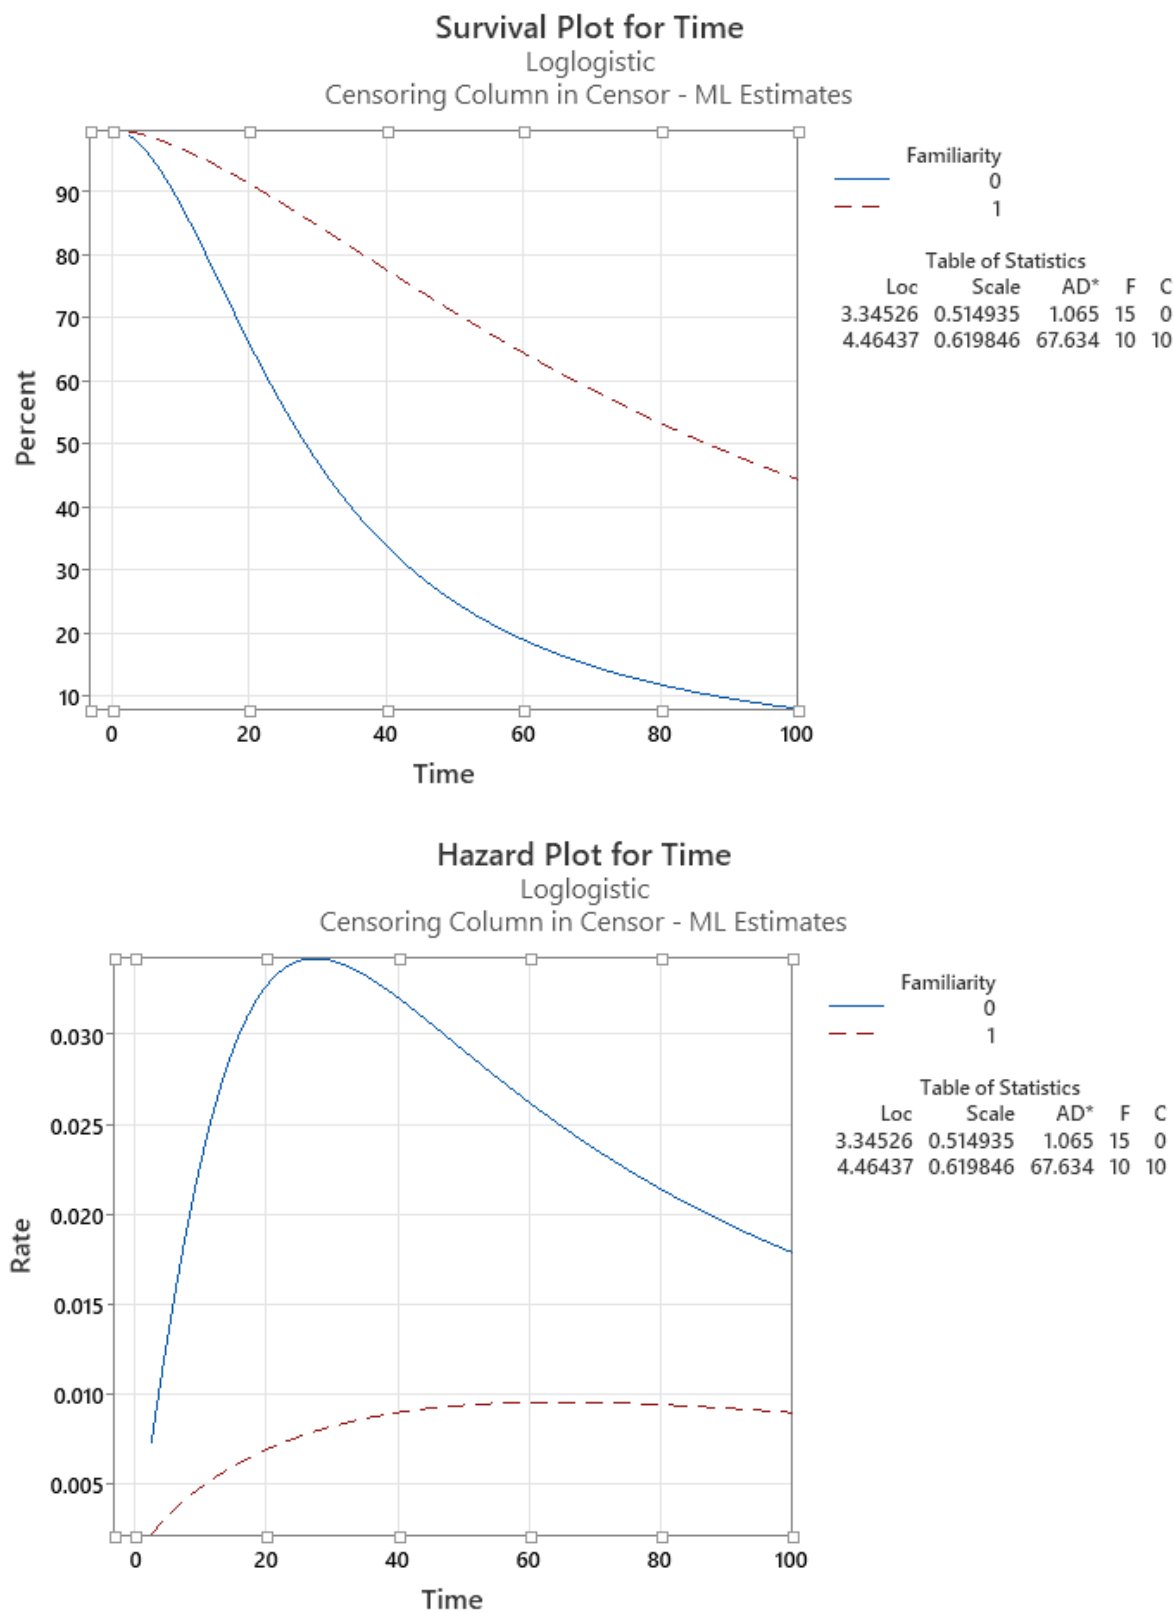 Survival Plot for Time
Loglogistic
Censoring Column in Censor - ML Estimates
Familiarity
0
1
Table of Statistics
Loc Scale AD* F C
3.34526 0.514935 1.065 15 0
4.46437 0.619846 67.634 10 10
Percent
90
80
70
60
50
40
30
20
10
0 20 40 60 80 100
Time
Hazard Plot for Time
Loglogistic
Censoring Column in Censor - ML Estimates
Familiarity
0
1
Table of Statistics
Loc Scale AD* F C
3.34526 0.514935 1.065 15 0
4.46437 0.619846 67.634 10 10
Rate
0.030
0.025
0.020
0.015
0.010
0.005
0 20 40 60 80 100
Time